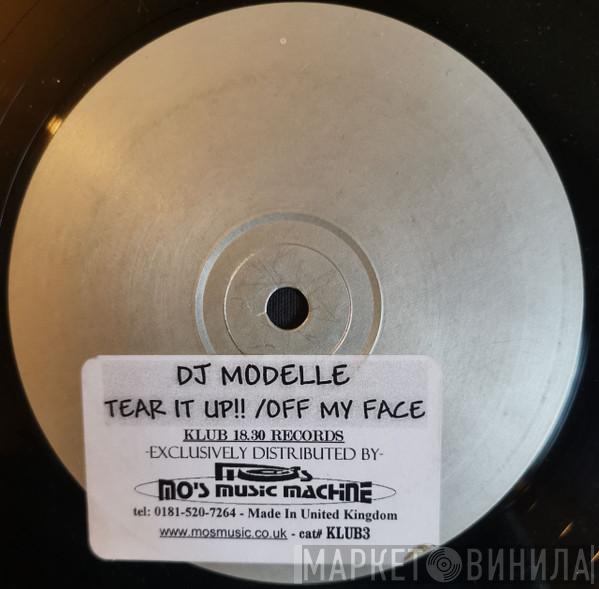 DJ MODELLE
TEAR IT UP!! /OFF MY FACE
KLUB 18.30 RECORDS
-EXCLUSIVELY DISTRIBUTED BY-
MO'S
MO'S MUSIC MACHINE
tel: 0181-520-7264 - Made In United Kingdom
www.mosmusic.co.uk - cat# KLUB3
МАРКЕТ ВИНИЛА